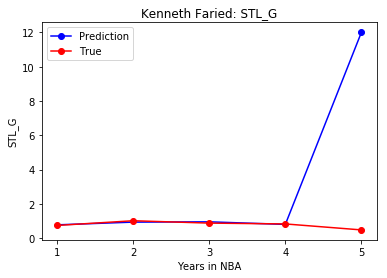 Kenneth Faried: STL_G
Prediction
True
12
10
8
6
4
2
0
STL_G
1 2 3 4 5
Years in NBA